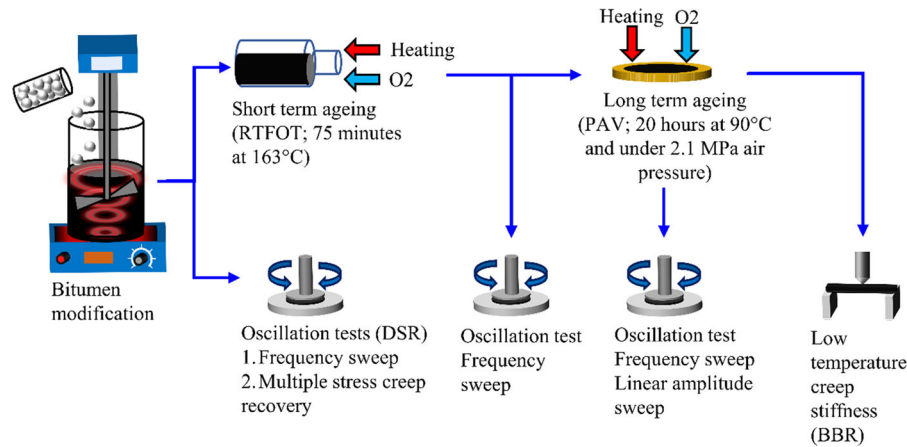 Heating
O2
Short term ageing
(RTFOT; 75 minutes
at 163°C)
Heating
O2
Long term ageing
(PAV; 20 hours at 90°C
and under 2.1 MPa air
pressure)
Bitumen
modification
Oscillation tests (DSR)
1. Frequency sweep
2. Multiple stress creep
recovery
Oscillation test
Frequency
sweep
Oscillation test
Frequency sweep
Linear amplitude
sweep
Low
temperature
creep
stiffness
(BBR)